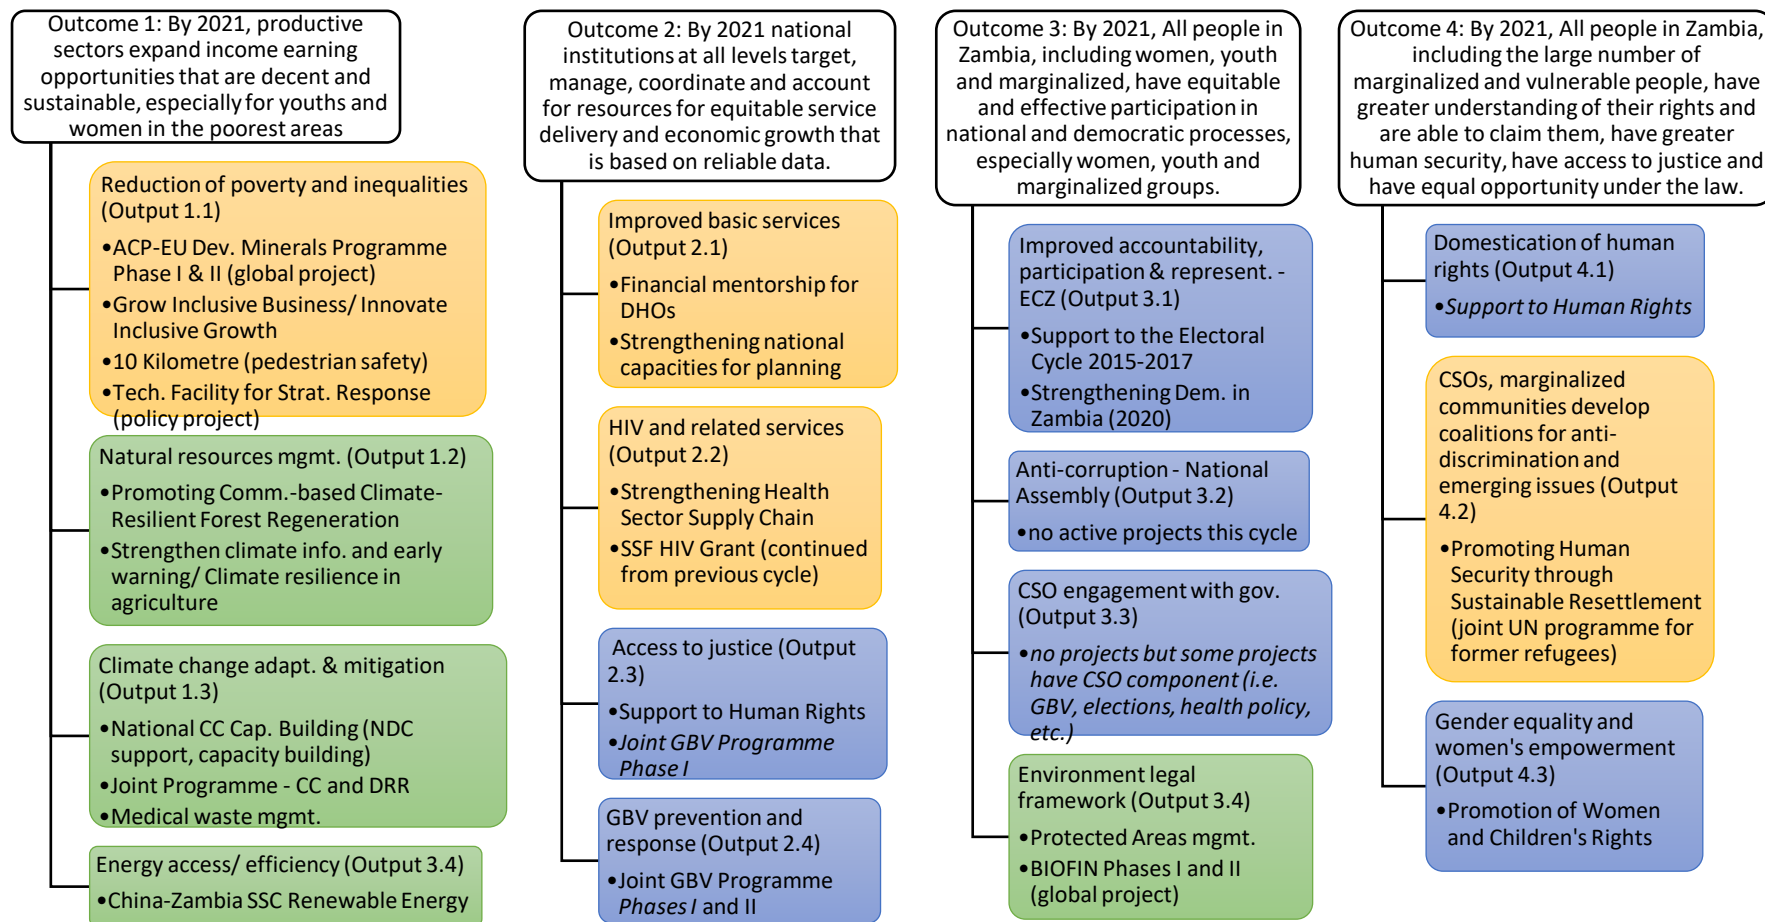 Outcome 1: By 2021, productive
sectors expand income earning
opportunities that are decent and
sustainable, especially for youths and
women in the poorest areas
Reduction of poverty and inequalities
(Output 1.1)
•ACP-EU Dev. Minerals Programme
Phase I & II (global project)
•Grow Inclusive Business/ Innovate
Inclusive Growth
•10 Kilometre (pedestrian safety)
•Tech. Facility for Strat. Response
(policy project)
Natural resources mgmt. (Output 1.2)
•Promoting Comm.-based Climate-
Resilient Forest Regeneration
•Strengthen climate info. and early
warning/ Climate resilience in
agriculture
Climate change adapt. & mitigation
(Output 1.3)
•National CC Cap. Building (NDC
support, capacity building)
•Joint Programme - CC and DRR
•Medical waste mgmt.
Energy access/ efficiency (Output 3.4)
•China-Zambia SSC Renewable Energy
Outcome 2: By 2021 national
institutions at all levels target,
manage, coordinate and account
for resources for equitable service
delivery and economic growth that
is based on reliable data.
Improved basic services
(Output 2.1)
•Financial mentorship for
DHOs
•Strengthening national
capacities for planning
HIV and related services
(Output 2.2)
•Strengthening Health
Sector Supply Chain
•SSF HIV Grant (continued
from previous cycle)
Access to justice (Output
2.3)
•Support to Human Rights
•Joint GBV Programme
Phase I
GBV prevention and
response (Output 2.4)
•Joint GBV Programme
Phases I and II
Outcome 3: By 2021, All people in
Zambia, including women, youth
and marginalized, have equitable
and effective participation in
national and democratic processes,
especially women, youth and
marginalized groups.
Improved accountability,
participation & represent. -
ECZ (Output 3.1)
•Support to the Electoral
Cycle 2015-2017
•Strengthening Dem. in
Zambia (2020)
Anti-corruption - National
Assembly (Output 3.2)
•no active projects this cycle
CSO engagement with gov.
(Output 3.3)
•no projects but some projects
have CSO component (i.e.
GBV, elections, health policy,
etc.)
Environment legal
framework (Output 3.4)
•Protected Areas mgmt.
•BIOFIN Phases I and II
(global project)
Outcome 4: By 2021, All people in Zambia,
including the large number of
marginalized and vulnerable people, have
greater understanding of their rights and
are able to claim them, have greater
human security, have access to justice and
have equal opportunity under the law.
Domestication of human
rights (Output 4.1)
•Support to Human Rights
CSOs, marginalized
communities develop
coalitions for anti-
discrimination and
emerging issues (Output
4.2)
•Promoting Human
Security through
Sustainable Resettlement
(joint UN programme for
former refugees)
Gender equality and
women's empowerment
(Output 4.3)
•Promotion of Women
and Children's Rights